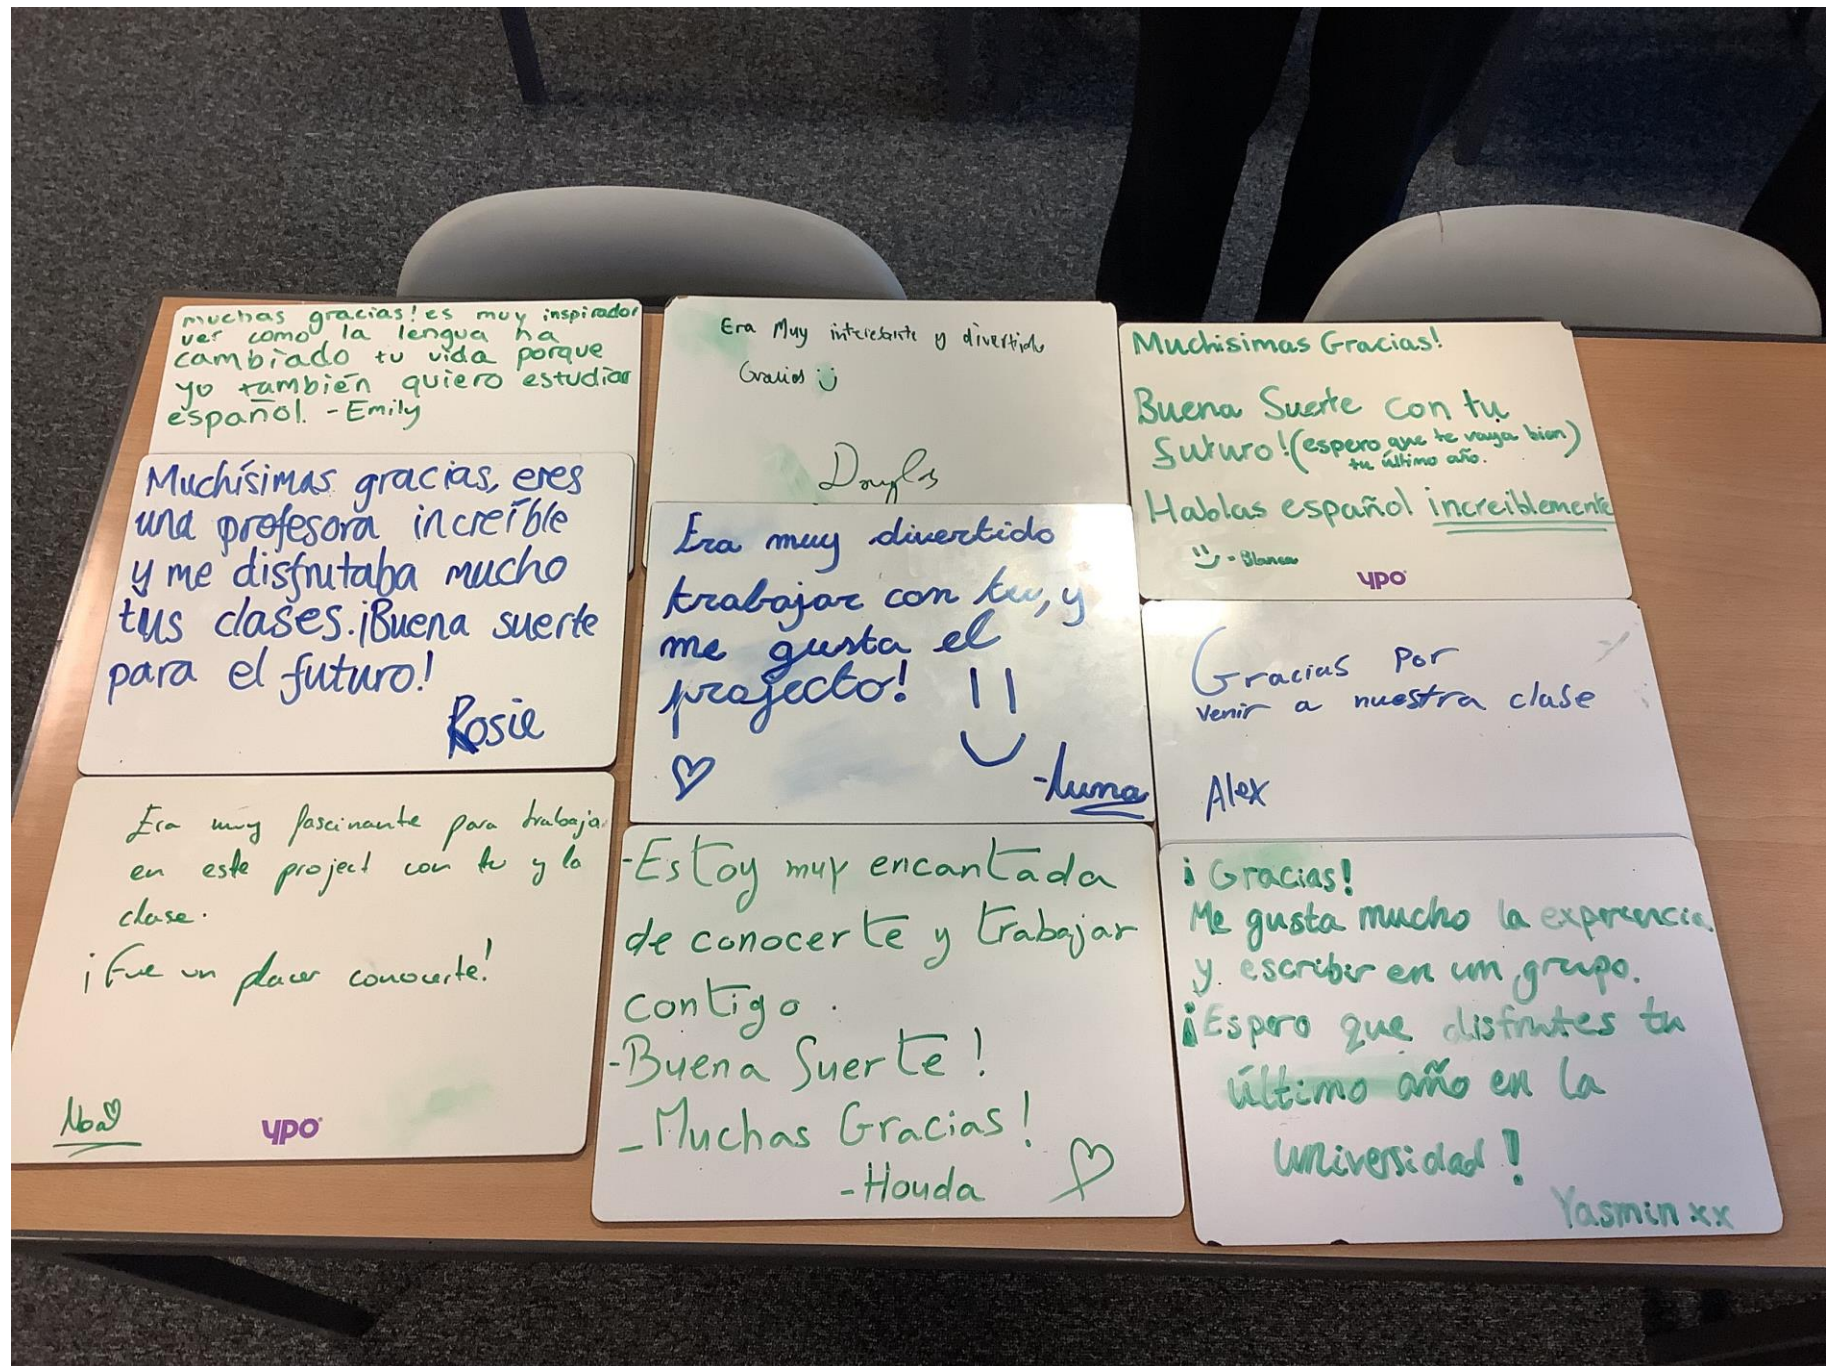 muchas gracias! es muy inspirador
ver como la lengua ha
cambiado tu vida porque
yo también quiero estudiar
español. - Emily
Muchísimas gracias, eres
una profesora increíble
y me disfrutaba mucho
tus clases. ¡Buena suerte
para el futuro!
Rosie
Era muy fascinante para trabajar
en este project con tu y la
clase.
¡Fue un placer conocerte!
Noa
ypo
Era Muy interesante y divertido
Gracias
Douglas
Era muy divertido
trabajar con tu, y
me gusta el
projecto!
-Luna
-Estoy muy encantada
de conocerte y trabajar
contigo.
-Buena Suerte!
-Muchas Gracias!
-Houda
Muchisimas Gracias!
Buena Suerte con tu
futuro! (espero que te vaya bien)
tu último año.
Hablas español increiblemente
- Blanca
ypo
Gracias Por
venir a nuestra clase
Alex
¡Gracias!
Me gusta mucho la
y escribir en un grupo.
¡Espero que disfrutes tu
último año en la
universidad!
Yasmin xx